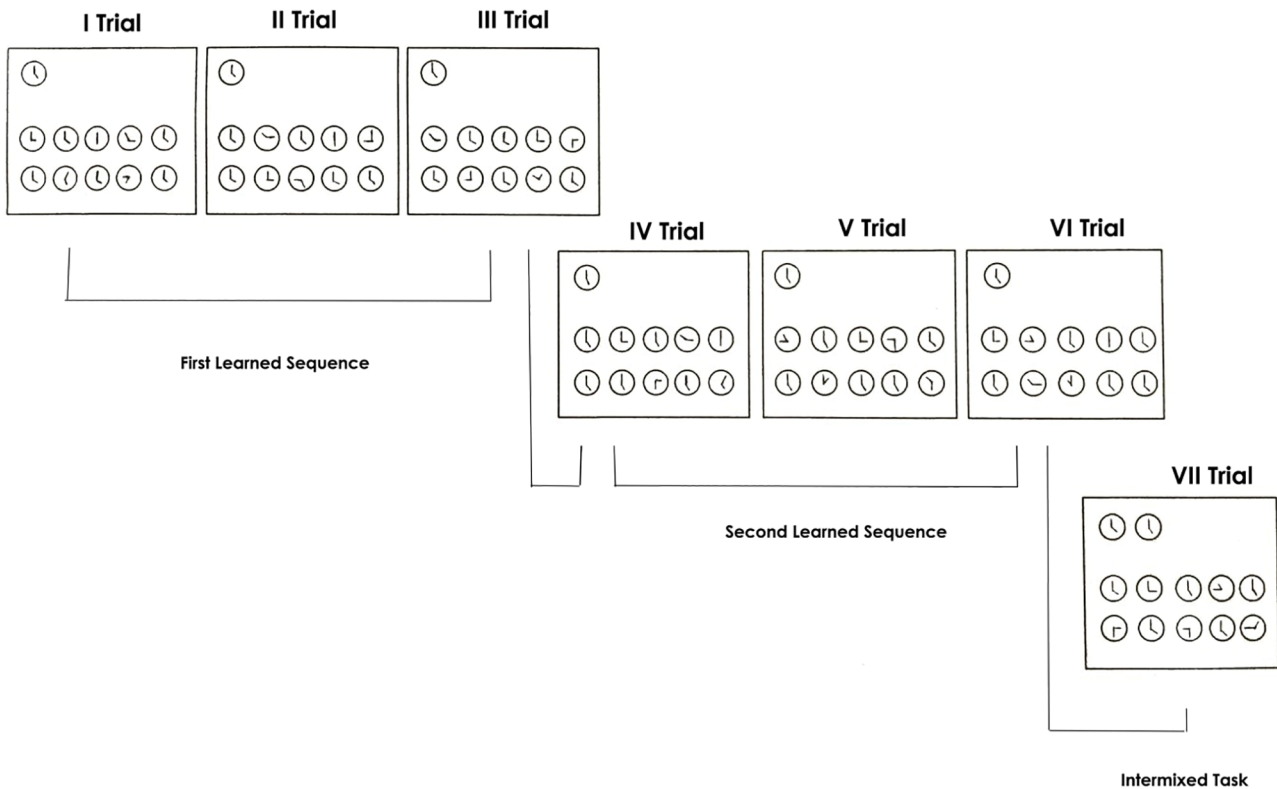 I Trial
II Trial
III Trial
First Learned Sequence
IV Trial
V Trial
VI Trial
Second Learned Sequence
VII Trial
Intermixed Task